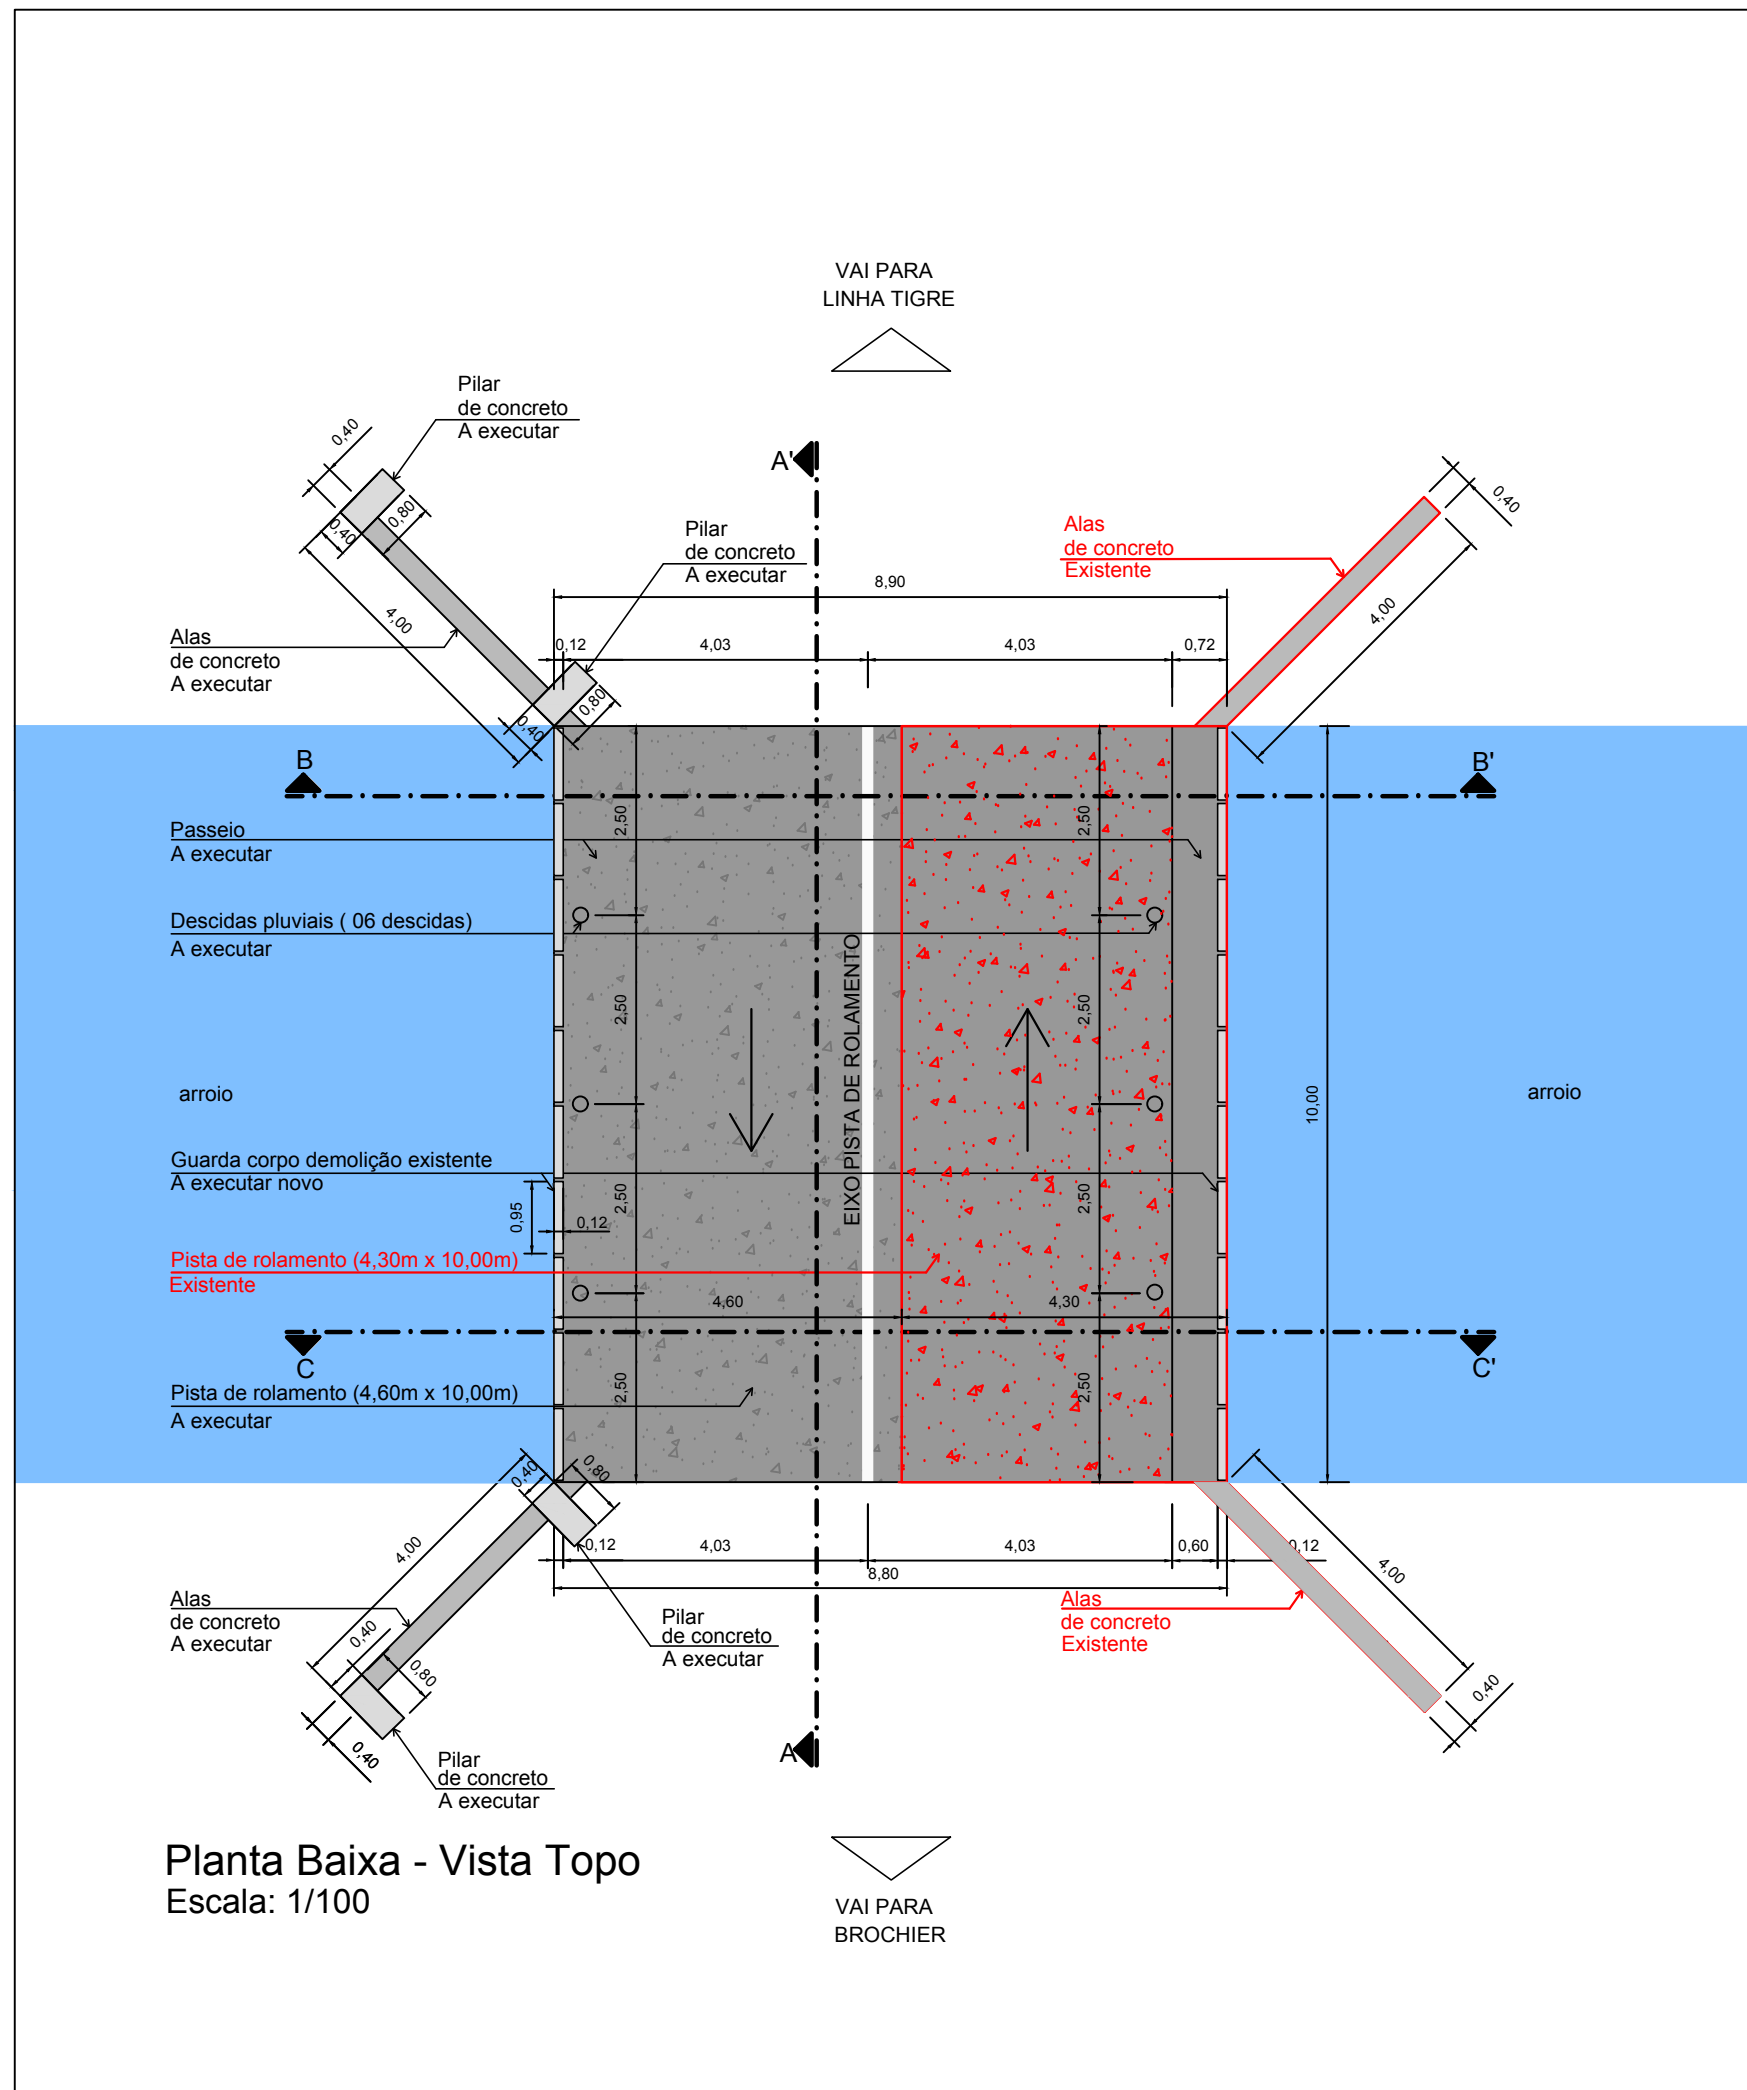 VAI PARA
LINHA TIGRE
Pilar
de concreto
A executar
0,40
0,80
0,40
4,00
A'
Pilar
de concreto
A executar
Alas
de concreto
Existente
0,40
4,00
8,90
Alas
de concreto
A executar
0,12
4,03
4,03
0,72
0,80
0,40
B
B'
2,50
2,50
Passeio
A executar
Descidas pluviais ( 06 descidas)
A executar
EIXO PISTA DE ROLAMENTO
2,50
2,50
arroio
arroio
10,00
Guarda corpo demolição existente
A executar novo
0,95
0,12
2,50
2,50
Pista de rolamento (4,30m x 10,00m)
Existente
4,60
4,30
C
C'
Pista de rolamento (4,60m x 10,00m)
A executar
2,50
2,50
0,40
0,80
4,00
0,12
4,03
4,03
0,60
0,12
8,80
4,00
Alas
de concreto
A executar
Alas
de concreto
Existente
Pilar
de concreto
A executar
0,40
0,80
0,40
0,40
A
Pilar
de concreto
A executar
Planta Baixa - Vista Topo
Escala: 1/100
VAI PARA
BROCHIER